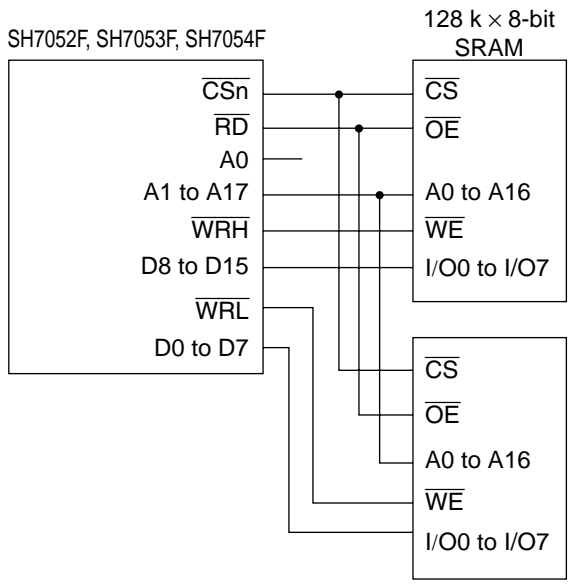 128 k × 8-bit
SRAM
SH7052F, SH7053F, SH7054F
CSn
RD
A0
A1 to A17
WRH
D8 to D15
WRL
D0 to D7
CS
OE
A0 to A16
WE
I/O0 to I/O7
CS
OE
A0 to A16
WE
I/O0 to I/O7